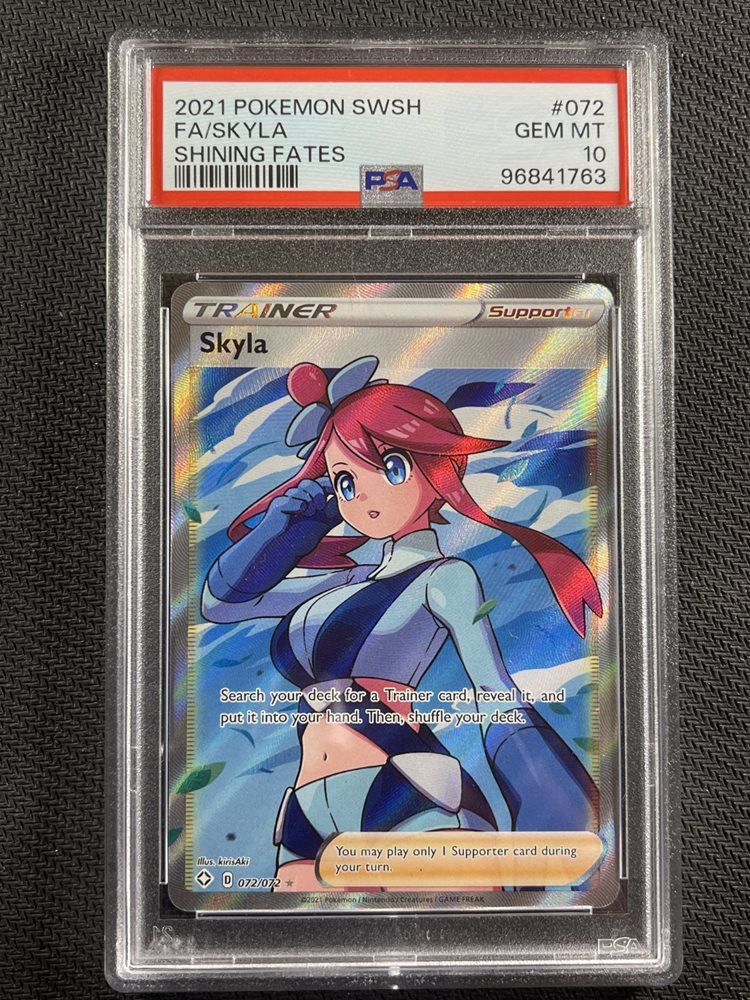 2021 POKEMON SWSH #072
FA/SKYLA GEM MT
SHINING FATES 10
PSA 96841763
TRAINER Supporter
Skyla
Search your deck for a Trainer card, reveal it, and
put it into your hand. Then, shuffle your deck.
You may play only 1 Supporter card during
your turn.
Illus. kirisAki
D 072/072
©2021 Pokémon / Nintendo / Creatures / GAME FREAK
PSA